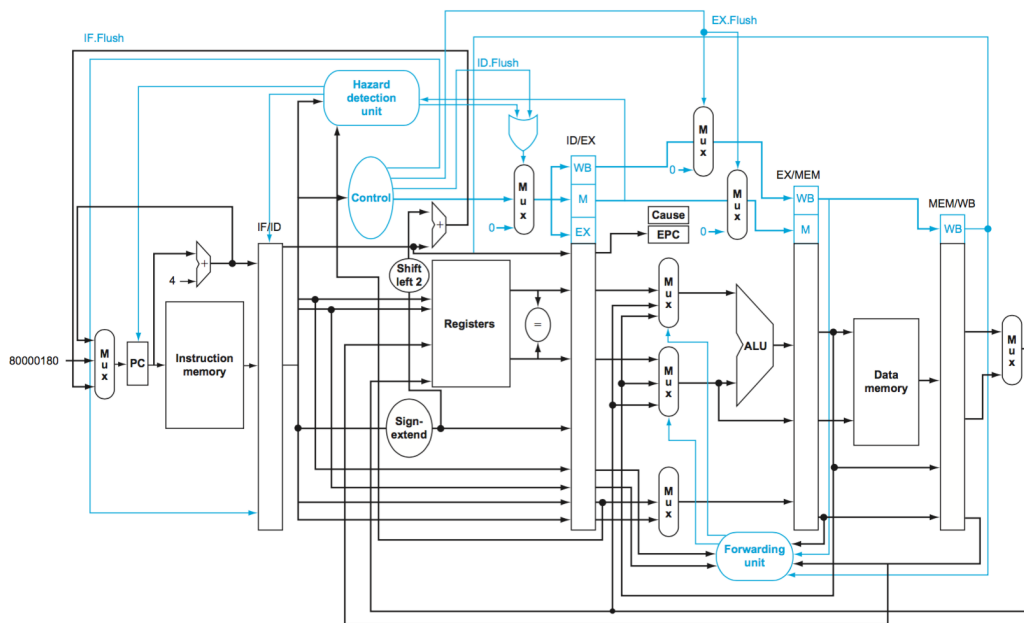 EX.Flush
IF.Flush
ID.Flush
Hazard
detection
unit
M
u
x
ID/EX
WB
M
EX
M
u
x
0
Control
M
u
x
0
M
u
x
0
Cause
EPC
EX/MEM
WB
M
MEM/WB
WB
IF/ID
+
+
4
Shift
left 2
80000180
M
u
x
PC
Instruction
memory
Registers
=
M
u
x
M
u
x
ALU
Data
memory
M
u
x
Sign-
extend
M
u
x
Forwarding
unit